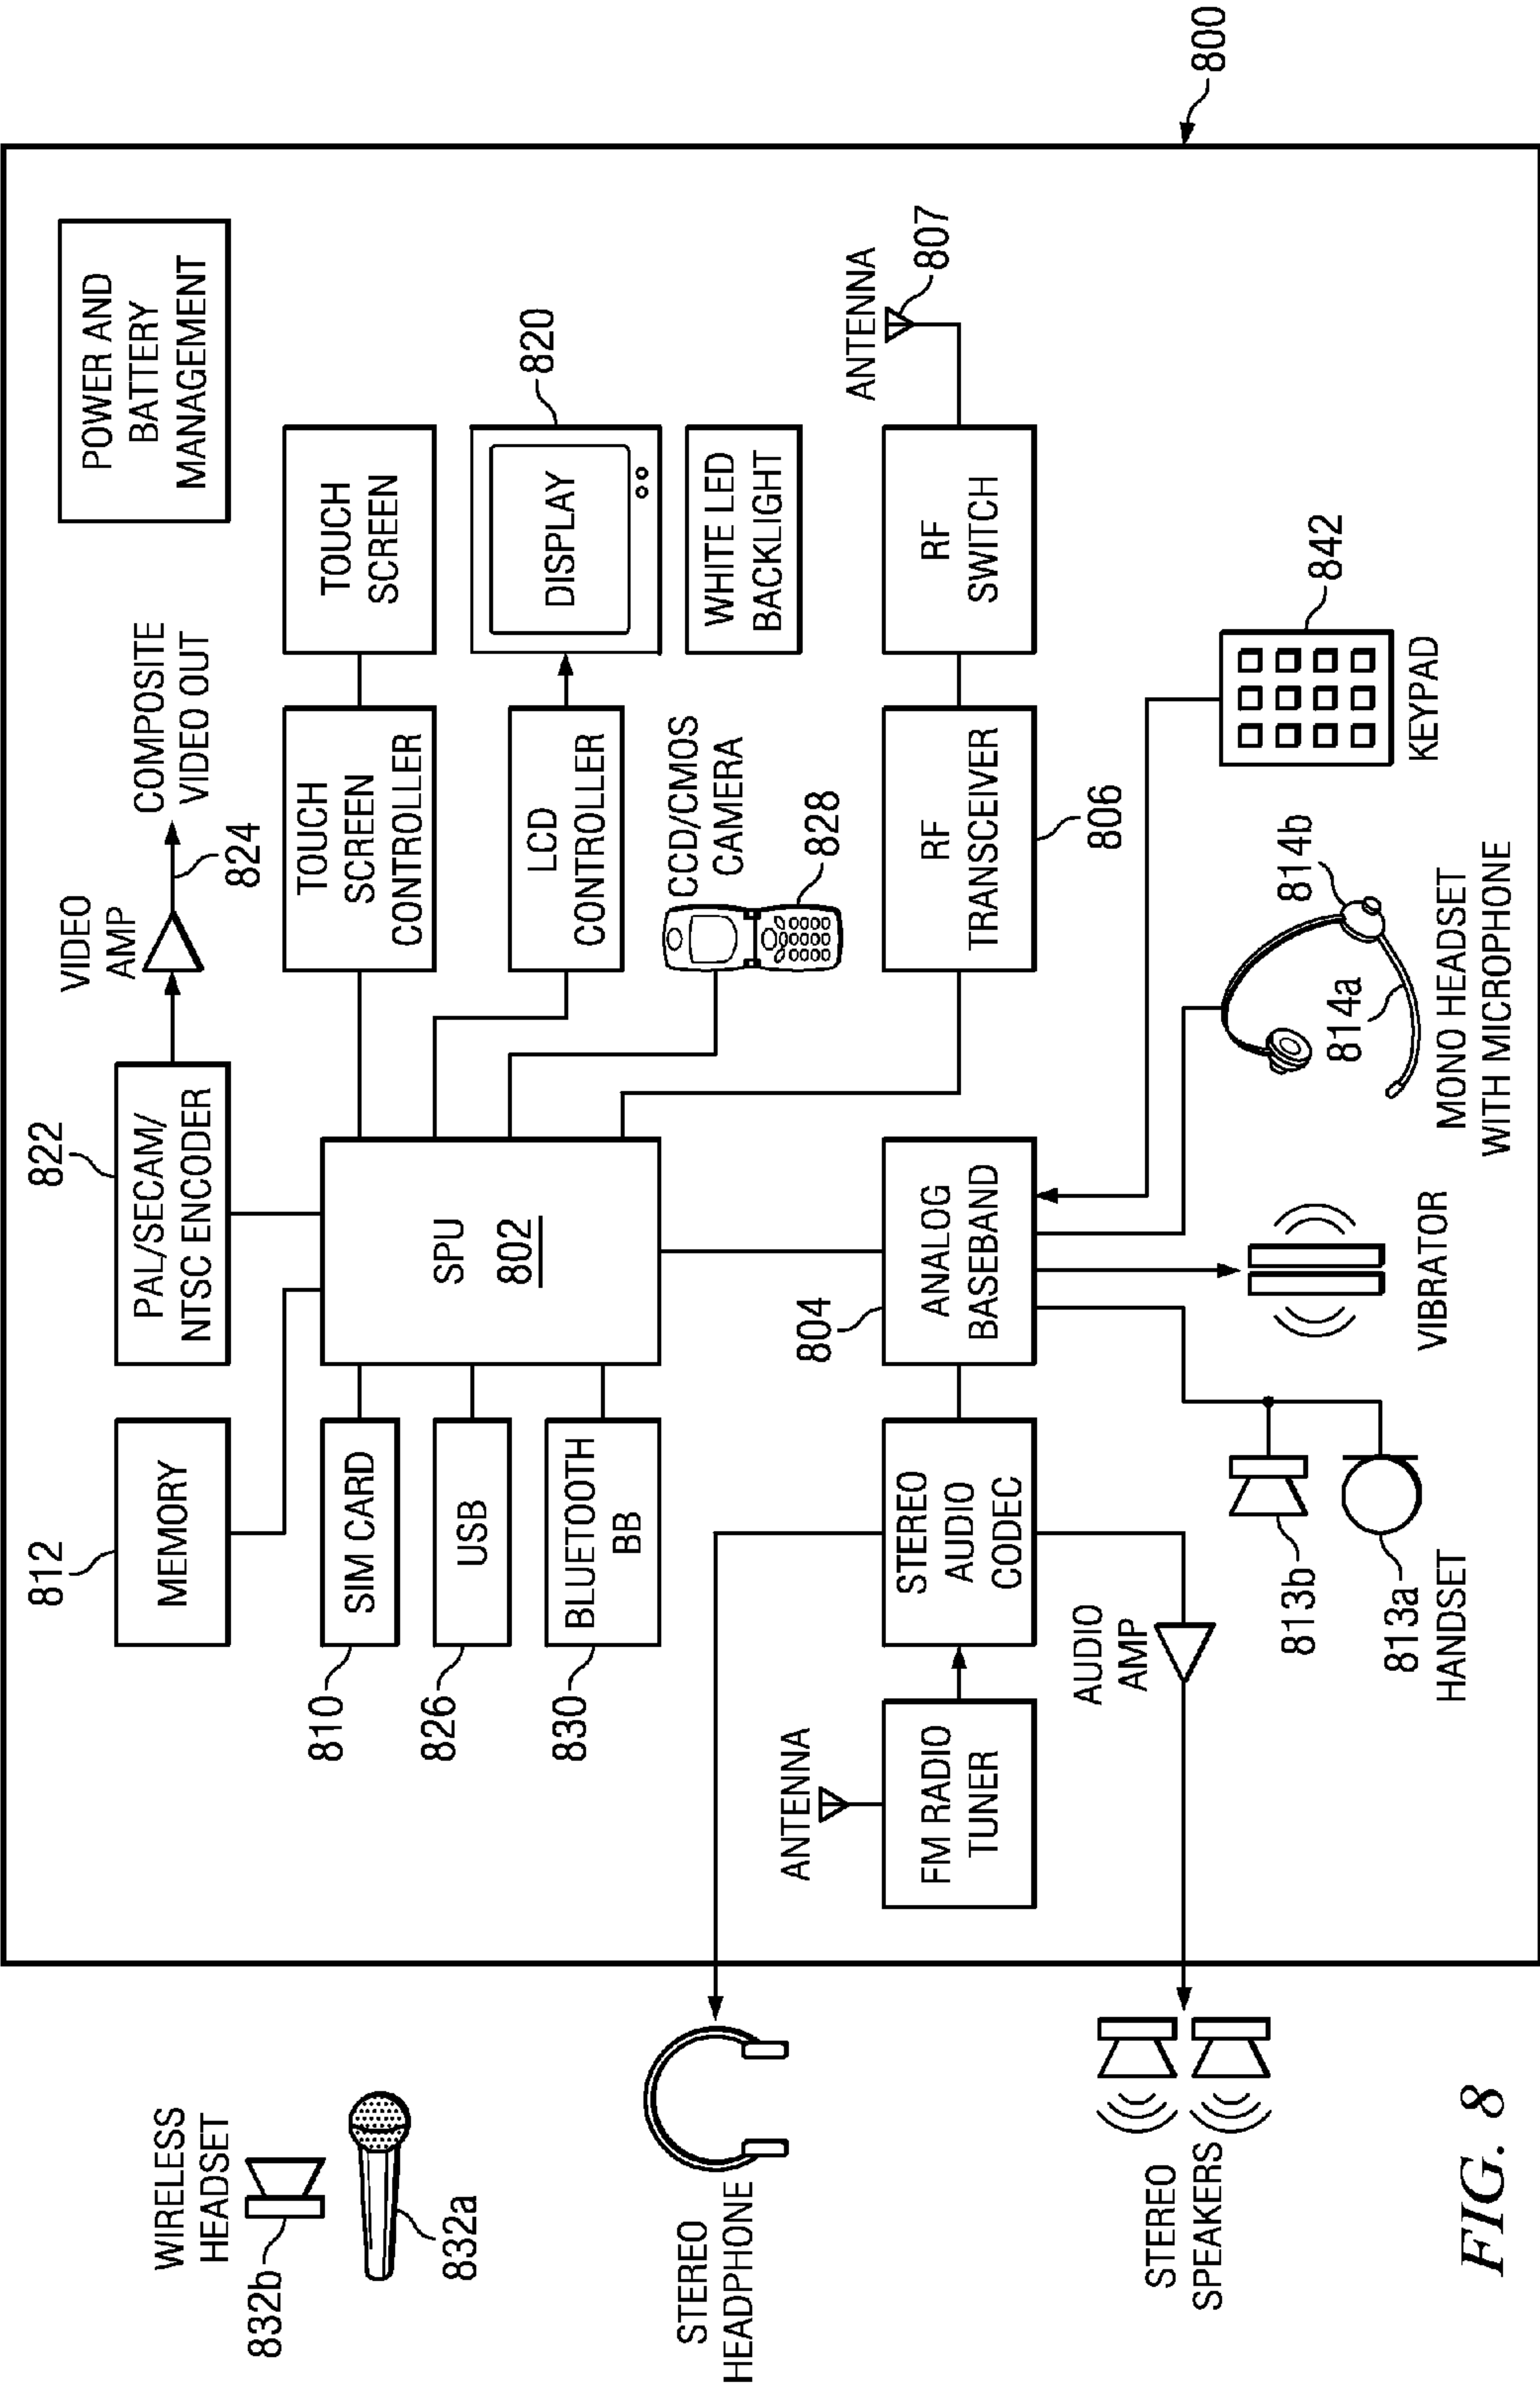 800
POWER AND
BATTERY
MANAGEMENT
WIRELESS
HEADSET
832b
832a
812
MEMORY
822
PAL/SECAM/
NTSC ENCODER
VIDEO
AMP
824
COMPOSITE
VIDEO OUT
810
SIM CARD
826
USB
830
BLUETOOTH
BB
SPU
802
TOUCH
SCREEN
CONTROLLER
TOUCH
SCREEN
LCD
CONTROLLER
DISPLAY
820
CCD/CMOS
CAMERA
828
WHITE LED
BACKLIGHT
STEREO
HEADPHONE
ANTENNA
FM RADIO
TUNER
STEREO
AUDIO
CODEC
804
ANALOG
BASEBAND
RF
TRANSCEIVER
806
RF
SWITCH
ANTENNA
807
STEREO
SPEAKERS
AUDIO
AMP
813b
813a
HANDSET
VIBRATOR
814b
814a
MONO HEADSET
WITH MICROPHONE
842
KEYPAD
FIG. 8